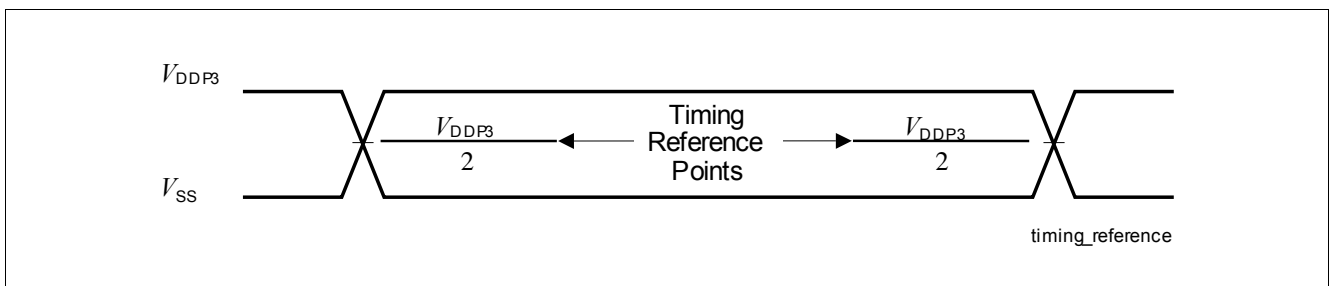 VDDP3
VDDP3
2
Timing
Reference
Points
VDDP3
2
VSS
timing_reference